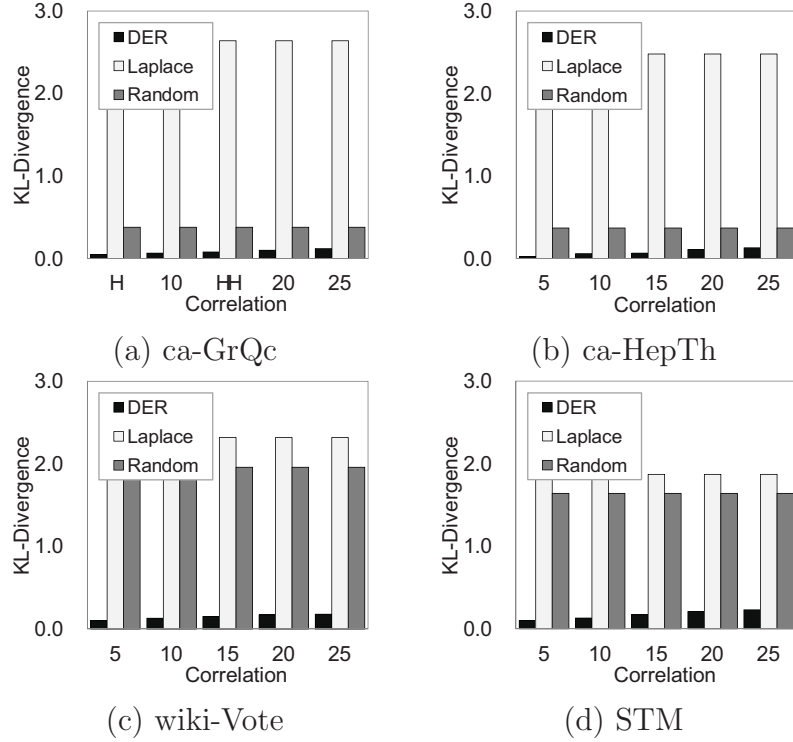 3.0
2.0
1.0
0.0
KL-Divergence
DER
Laplace
Random
H 10 HH 20 25
Correlation
(a) ca-GrQc
3.0
2.0
1.0
0.0
KL-Divergence
DER
Laplace
Random
5 10 15 20 25
Correlation
(b) ca-HepTh
3.0
2.0
1.0
0.0
KL-Divergence
DER
Laplace
Random
5 10 15 20 25
Correlation
(c) wiki-Vote
3.0
2.0
1.0
0.0
KL-Divergence
DER
Laplace
Random
5 10 15 20 25
Correlation
(d) STM